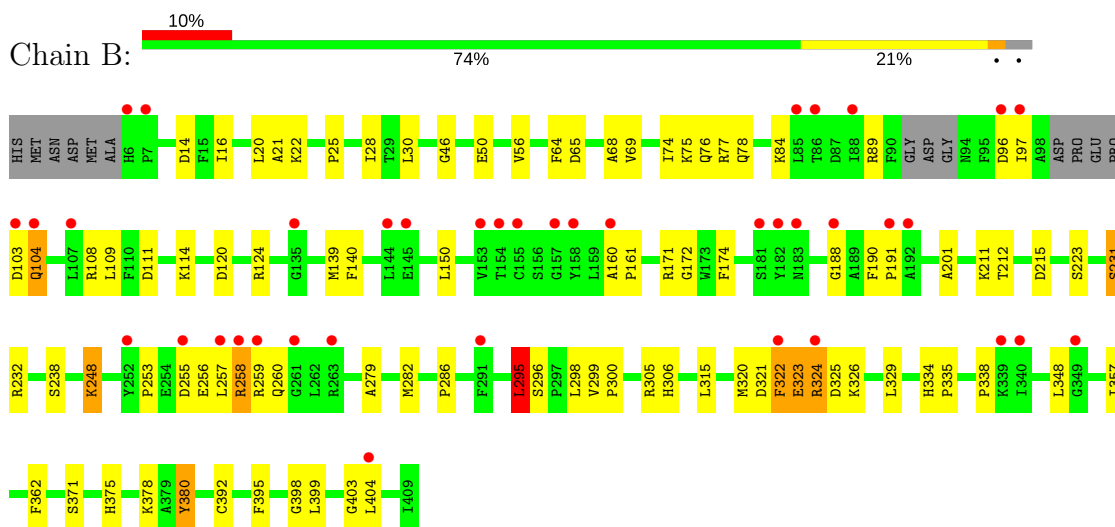 10%
Chain B:
74% 21% • •
HIS MET ASN ASP MET ALA H6 P7 D14 F15 I16 L20 A21 K22 P25 I28 T29 L30 G46 E50 V56 F64 D65 A68 V69 I74 K75 Q76 R77 Q78 K84 L85 T86 D87 I88 R89 F90 GLY ASP GLY N94 F95 D96 I97 A98 ASP PRO GLU PRO
D103 Q104 L107 R108 L109 F110 D111 K114 D120 R124 G135 M139 F140 L144 E145 L150 V153 T154 C155 S156 G157 Y158 L159 A160 P161 R171 G172 W173 F174 S181 Y182 N183 G188 A189 F190 P191 A192 A201 K211 T212 D215 S223 S231
R232 S238 K248 Y252 P253 E254 D255 E256 L257 R258 R259 Q260 G261 L262 R263 A279 M282 P286 F291 L295 S296 P297 L298 V299 P300 R305 H306 L315 M320 D321 F322 E323 R324 D325 K326 L329 H334 P335 P338 K339 I340 L348 G349 I357
F362 S371 H375 K378 A379 Y380 C392 F395 G398 L399 G403 L404 I409